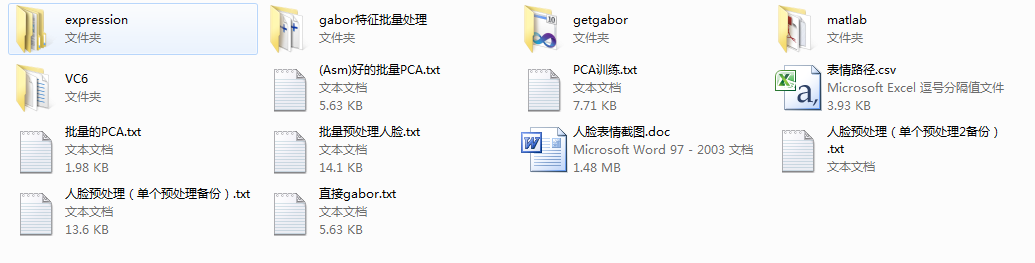 expression
文件夹
gabor特征批量处理
文件夹
getgabor
文件夹
matlab
文件夹
VC6
文件夹
(Asm)好的批量PCA.txt
文本文档
5.63 KB
PCA训练.txt
文本文档
7.71 KB
表情路径.csv
Microsoft Excel 逗号分隔值文件
3.93 KB
批量的PCA.txt
文本文档
1.98 KB
批量预处理人脸.txt
文本文档
14.1 KB
人脸表情截图.doc
Microsoft Word 97 - 2003 文档
1.48 MB
人脸预处理（单个预处理2备份）
.txt
文本文档
人脸预处理（单个预处理备份）.txt
文本文档
13.6 KB
直接gabor.txt
文本文档
5.63 KB